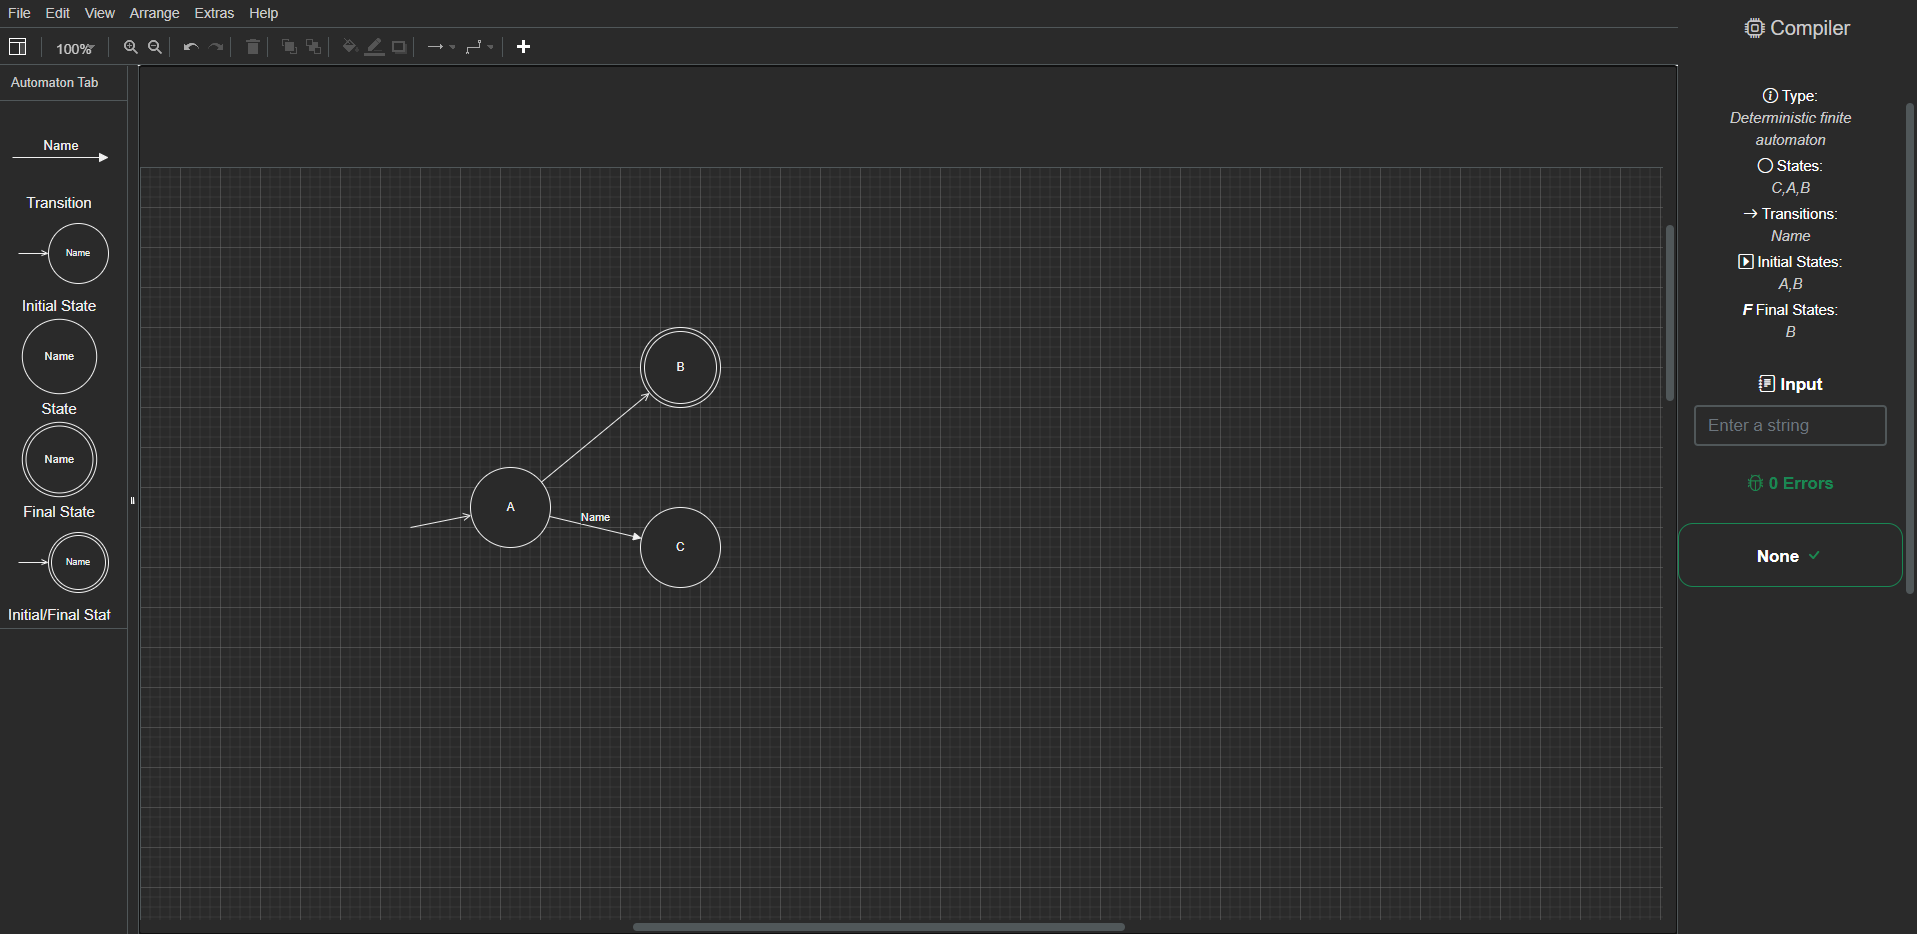 File Edit View Arrange Extras Help
100%
Automaton Tab
Name
Transition
Name
Initial State
Name
State
Name
Final State
Name
Initial/Final Stat
B
A
Name
C
Compiler
Type:
Deterministic finite
automaton
States:
C,A,B
Transitions:
Name
Initial States:
A,B
F Final States:
B
Input
Enter a string
0 Errors
None